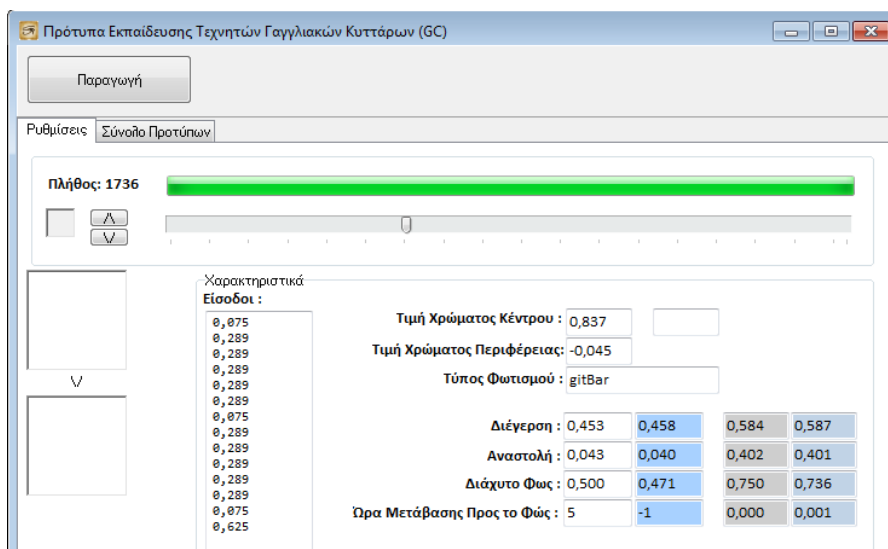 Πρότυπα Εκπαίδευσης Τεχνητών Γαγγλιακών Κυττάρων (GC)
Παραγωγή
Ρυθμίσεις Σύνολο Προτύπων
Πλήθος: 1736
/\
\/
\/
Χαρακτηριστικά
Είσοδοι :
0,075
0,289
0,289
0,289
0,289
0,289
0,075
0,289
0,289
0,289
0,289
0,289
0,075
0,625
Τιμή Χρώματος Κέντρου : 0,837
Τιμή Χρώματος Περιφέρειας: -0,045
Τύπος Φωτισμού : gitBar
Διέγερση : 0,453 0,458 0,584 0,587
Αναστολή : 0,043 0,040 0,402 0,401
Διάχυτο Φως : 0,500 0,471 0,750 0,736
Ώρα Μετάβασης Προς το Φώς : 5 -1 0,000 0,001